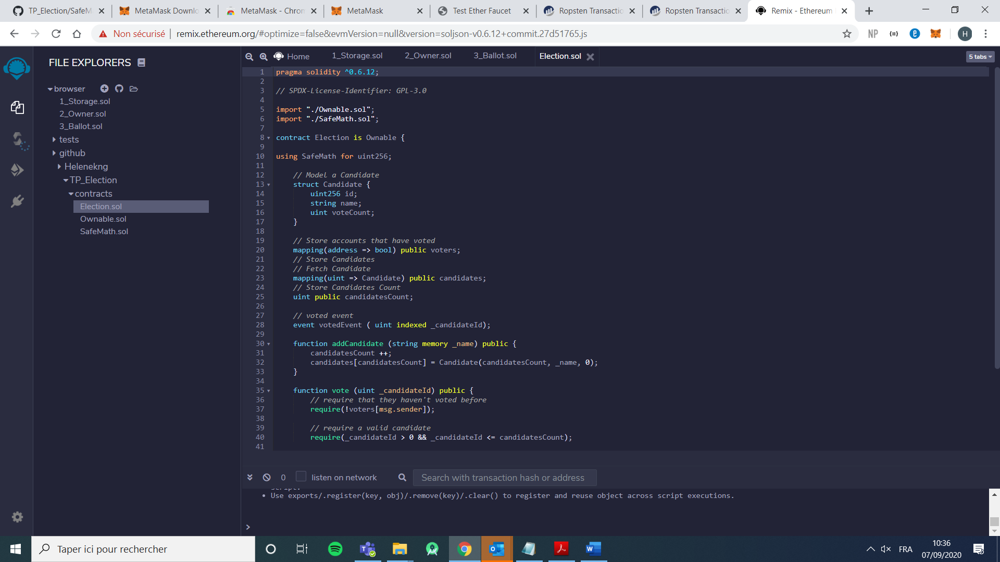 TP_Election/SafeM
MetaMask Downlo
MetaMask - Chrom
MetaMask
Test Ether Faucet
Ropsten Transactio
Ropsten Transactio
Remix - Ethereum
Non sécurisé
remix.ethereum.org/#optimize=false&evmVersion=null&version=soljson-v0.6.12+commit.27d51765.js
NP
H
FILE EXPLORERS
browser
1_Storage.sol
2_Owner.sol
3_Ballot.sol
tests
github
Helenekng
TP_Election
contracts
Election.sol
Ownable.sol
SafeMath.sol
Home
1_Storage.sol
2_Owner.sol
3_Ballot.sol
Election.sol
5 tabs
1 pragma solidity ^0.6.12;
2
3 // SPDX-License-Identifier: GPL-3.0
4
5 import "./Ownable.sol";
6 import "./SafeMath.sol";
7
8 contract Election is Ownable {
9
10 using SafeMath for uint256;
11
12 // Model a Candidate
13 struct Candidate {
14 uint256 id;
15 string name;
16 uint voteCount;
17 }
18
19 // Store accounts that have voted
20 mapping(address => bool) public voters;
21 // Store Candidates
22 // Fetch Candidate
23 mapping(uint => Candidate) public candidates;
24 // Store Candidates Count
25 uint public candidatesCount;
26
27 // voted event
28 event votedEvent ( uint indexed _candidateId);
29
30 function addCandidate (string memory _name) public {
31 candidatesCount ++;
32 candidates[candidatesCount] = Candidate(candidatesCount, _name, 0);
33 }
34
35 function vote (uint _candidateId) public {
36 // require that they haven't voted before
37 require(!voters[msg.sender]);
38
39 // require a valid candidate
40 require(_candidateId > 0 && _candidateId <= candidatesCount);
41
0
listen on network
Search with transaction hash or address
script.
• Use exports/.register(key, obj)/.remove(key)/.clear() to register and reuse object across script executions.
>
Taper ici pour rechercher
FRA
10:36
07/09/2020